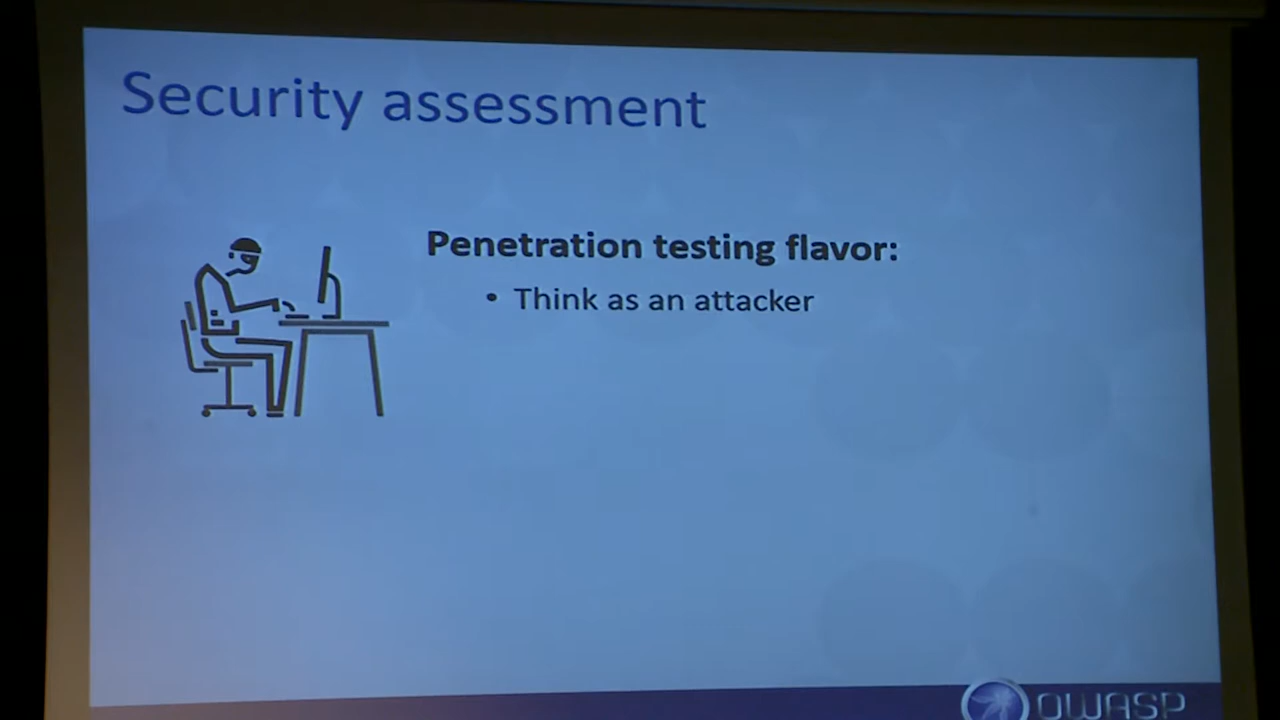 Security assessment
Penetration testing flavor:
• Think as an attacker
OWASP